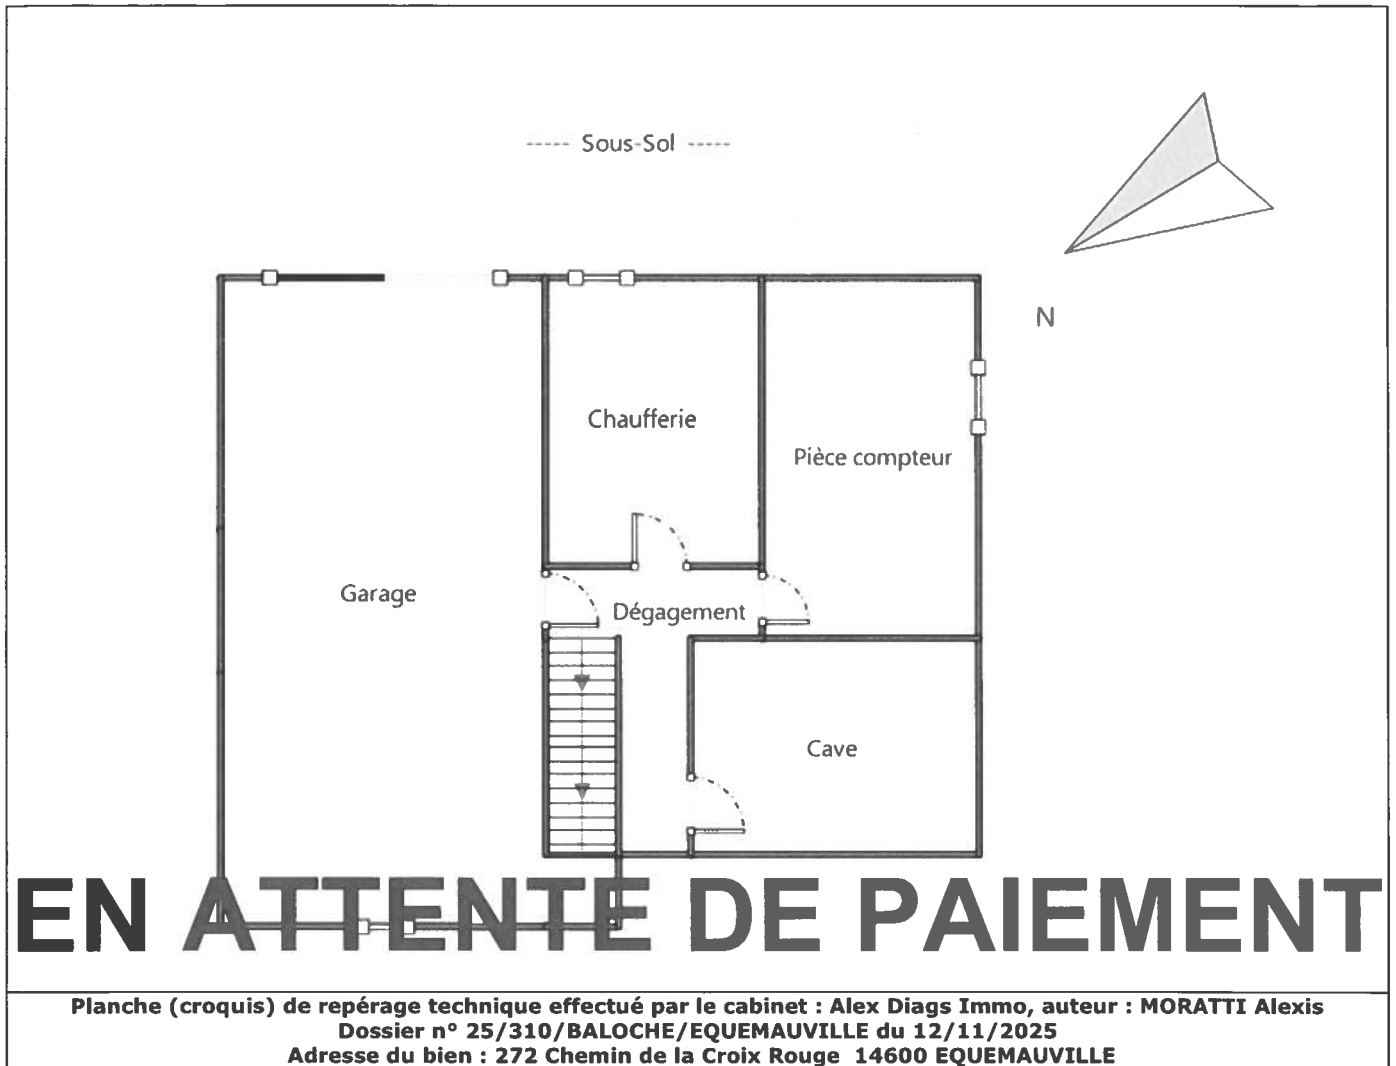 ----- Sous-Sol -----
N
Chaufferie
Pièce compteur
Garage
Dégagement
Cave
EN ATTENTE DE PAIEMENT
Planche (croquis) de repérage technique effectué par le cabinet : Alex Diags Immo, auteur : MORATTI Alexis
Dossier n° 25/310/BALOCHE/EQUEMAUVILLE du 12/11/2025
Adresse du bien : 272 Chemin de la Croix Rouge 14600 EQUEMAUVILLE